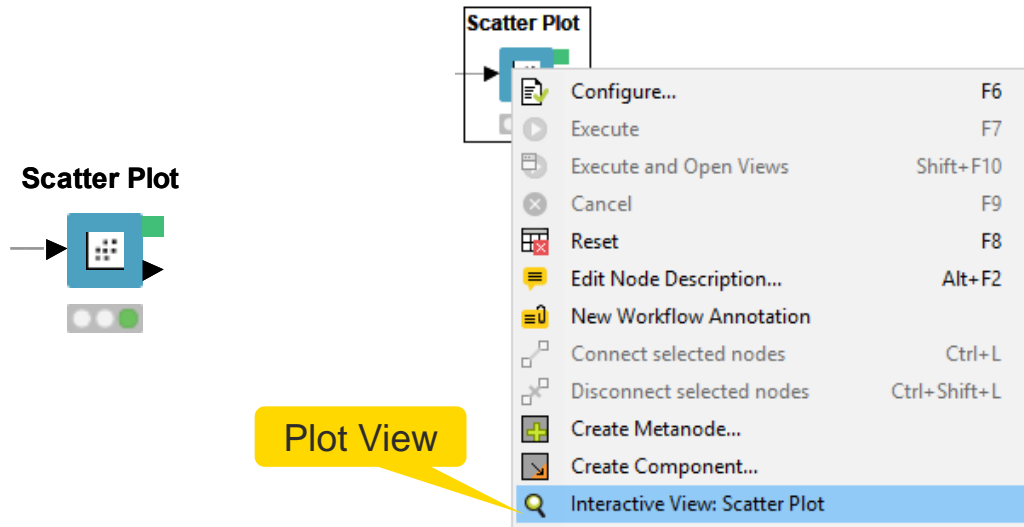 Scatter Plot
Scatter Plot
Configure... F6
Execute F7
Execute and Open Views Shift+F10
Cancel F9
Reset F8
Edit Node Description... Alt+F2
New Workflow Annotation
Connect selected nodes Ctrl+L
Disconnect selected nodes Ctrl+Shift+L
Create Metanode...
Create Component...
Interactive View: Scatter Plot
Plot View